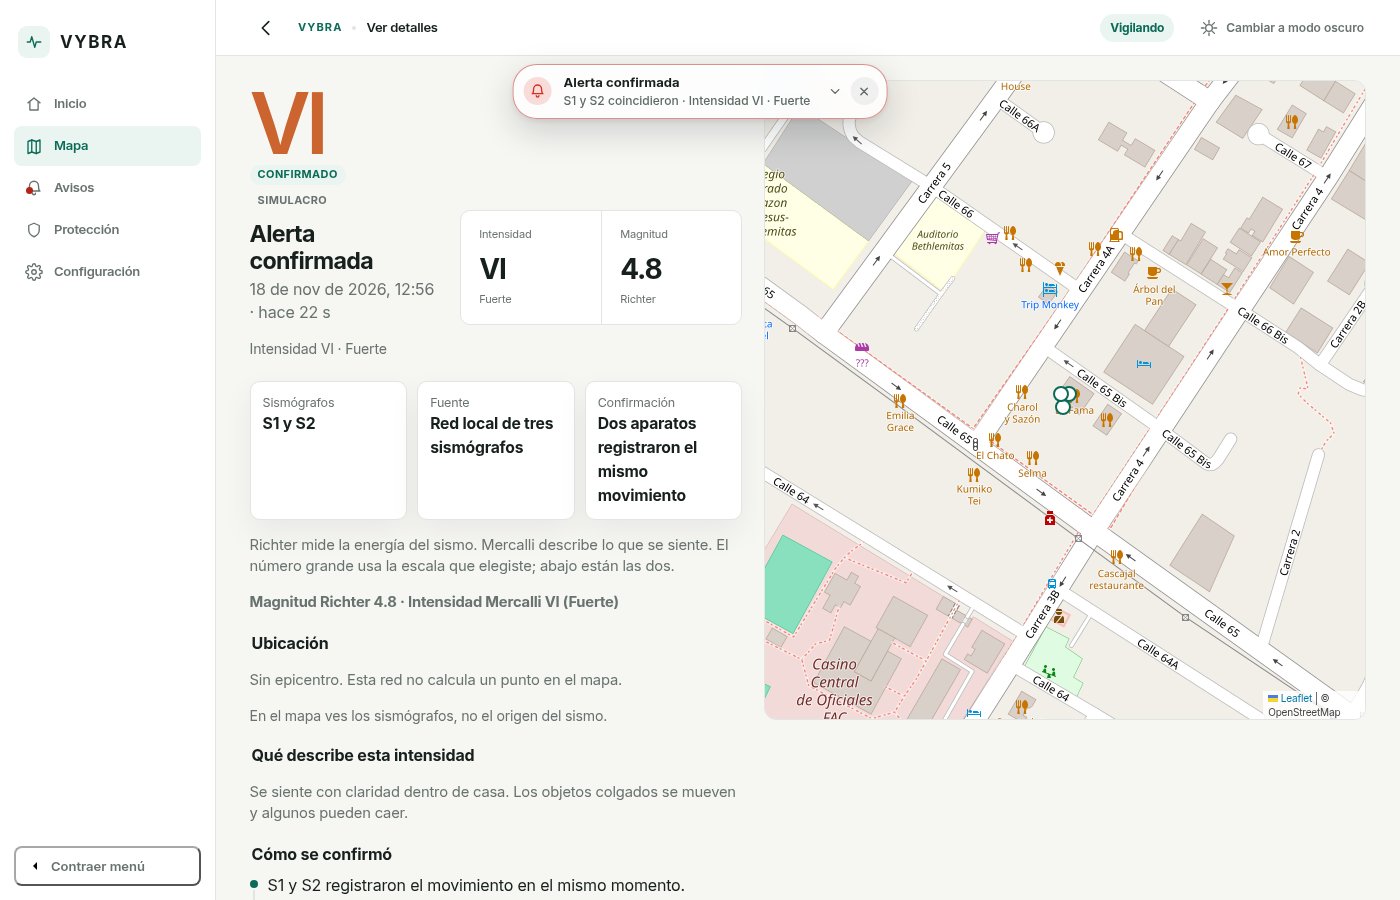 VYBRA
Inicio
Mapa
Avisos
Protección
Configuración
Contraer menú
VYBRA
Ver detalles
Vigilando
Cambiar a modo oscuro
Alerta confirmada
S1 y S2 coincidieron · Intensidad VI · Fuerte
VI
CONFIRMADO
SIMULACRO
Alerta
confirmada
18 de nov de 2026, 12:56
· hace 22 s
Intensidad VI · Fuerte
Intensidad
VI
Fuerte
Magnitud
4.8
Richter
Sismógrafos
S1 y S2
Fuente
Red local de tres
sismógrafos
Confirmación
Dos aparatos
registraron el
mismo
movimiento
Richter mide la energía del sismo. Mercalli describe lo que se siente. El
número grande usa la escala que elegiste; abajo están las dos.
Magnitud Richter 4.8 · Intensidad Mercalli VI (Fuerte)
Ubicación
Sin epicentro. Esta red no calcula un punto en el mapa.
En el mapa ves los sismógrafos, no el origen del sismo.
Qué describe esta intensidad
Se siente con claridad dentro de casa. Los objetos colgados se mueven
y algunos pueden caer.
Cómo se confirmó
S1 y S2 registraron el movimiento en el mismo momento.
House
Calle 66A
Calle 67
Carrera 5
Calle 66
Carrera 4
egio
rado
azon
esus-
emitas
Auditorio
Bethlemitas
Amor Perfecto
Carrera 4A
Árbol del
Pan
Trip Monkey
65
Calle 66 Bis
Carrera 2B
???
Calle 65 Bis
Emilia
Grace
Charol
y Sazón
Fama
Calle 65
El Chato
Selma
Calle 65 Bis
Kumiko
Tei
Carrera 4
Calle 64
Carrera 2
Cascajal
restaurante
Carrera 3B
Calle 65
Calle 64A
Casino
Central
de Oficiales
FAC
Calle 64
Leaflet | ©
OpenStreetMap